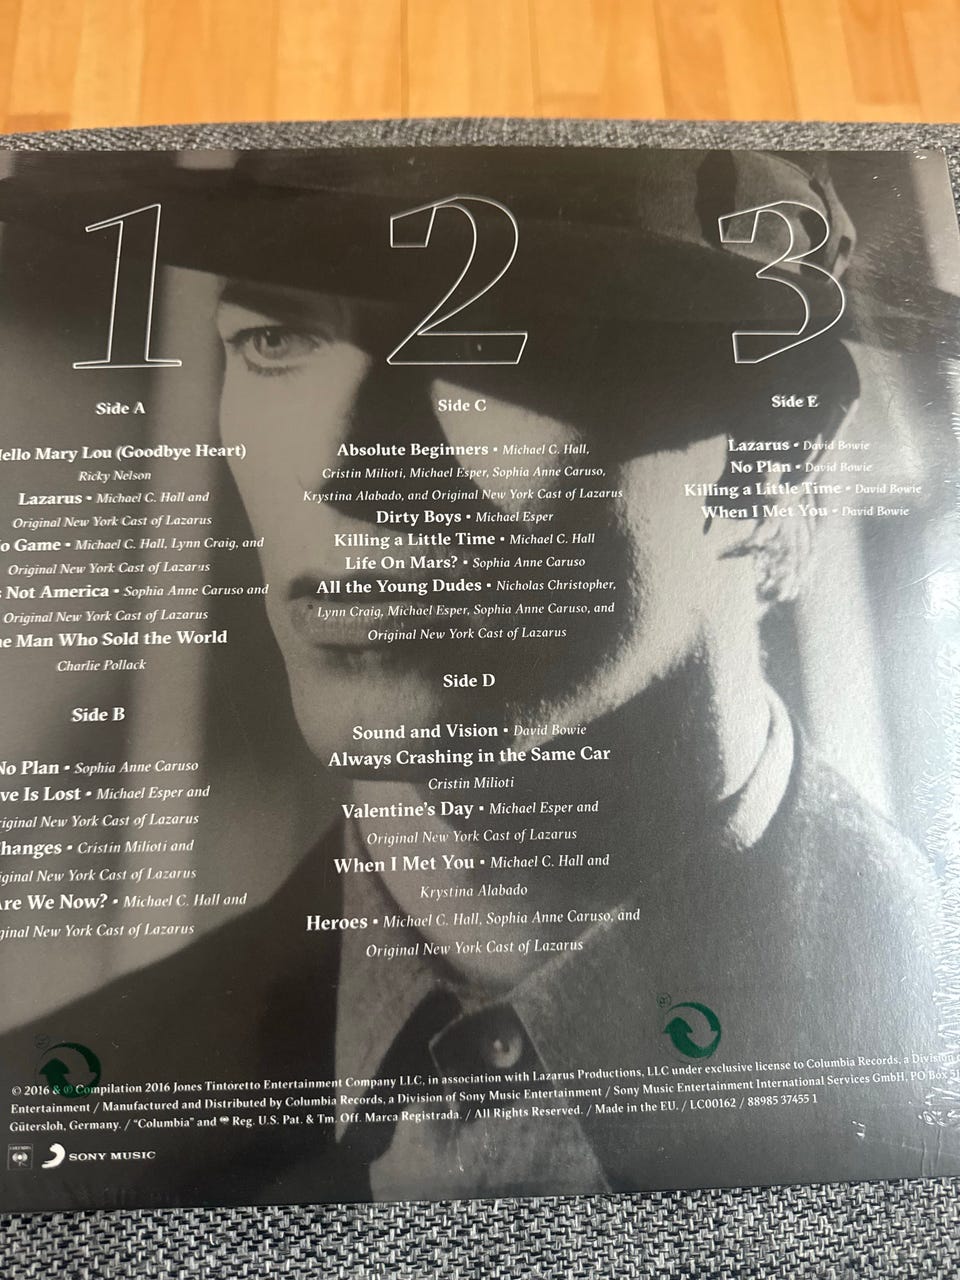 1
2
3
Side A
ello Mary Lou (Goodbye Heart)
Ricky Nelson
Lazarus • Michael C. Hall and
Original New York Cast of Lazarus
o Game • Michael C. Hall, Lynn Craig, and
Original New York Cast of Lazarus
s Not America • Sophia Anne Caruso and
Original New York Cast of Lazarus
e Man Who Sold the World
Charlie Pollack
Side B
No Plan • Sophia Anne Caruso
ve Is Lost • Michael Esper and
iginal New York Cast of Lazarus
hanges • Cristin Milioti and
ginal New York Cast of Lazarus
Are We Now? • Michael C. Hall and
ginal New York Cast of Lazarus
Side C
Absolute Beginners • Michael C. Hall,
Cristin Milioti, Michael Esper, Sophia Anne Caruso,
Krystina Alabado, and Original New York Cast of Lazarus
Dirty Boys • Michael Esper
Killing a Little Time • Michael C. Hall
Life On Mars? • Sophia Anne Caruso
All the Young Dudes • Nicholas Christopher,
Lynn Craig, Michael Esper, Sophia Anne Caruso, and
Original New York Cast of Lazarus
Side D
Sound and Vision • David Bowie
Always Crashing in the Same Car
Cristin Milioti
Valentine's Day • Michael Esper and
Original New York Cast of Lazarus
When I Met You • Michael C. Hall and
Krystina Alabado
Heroes • Michael C. Hall, Sophia Anne Caruso, and
Original New York Cast of Lazarus
Side E
Lazarus • David Bowie
No Plan • David Bowie
Killing a Little Time • David Bowie
When I Met You • David Bowie
© 2016 & ℗ Compilation 2016 Jones Tintoretto Entertainment Company LLC, in association with Lazarus Productions, LLC under exclusive license to Columbia Records, a Division
Entertainment / Manufactured and Distributed by Columbia Records, a Division of Sony Music Entertainment / Sony Music Entertainment International Services GmbH, PO Box 51
Gütersloh, Germany. / "Columbia" and Reg. U.S. Pat. & Tm. Off. Marca Registrada. / All Rights Reserved. / Made in the EU. / LC00162 / 88985 37455 1
SONY MUSIC